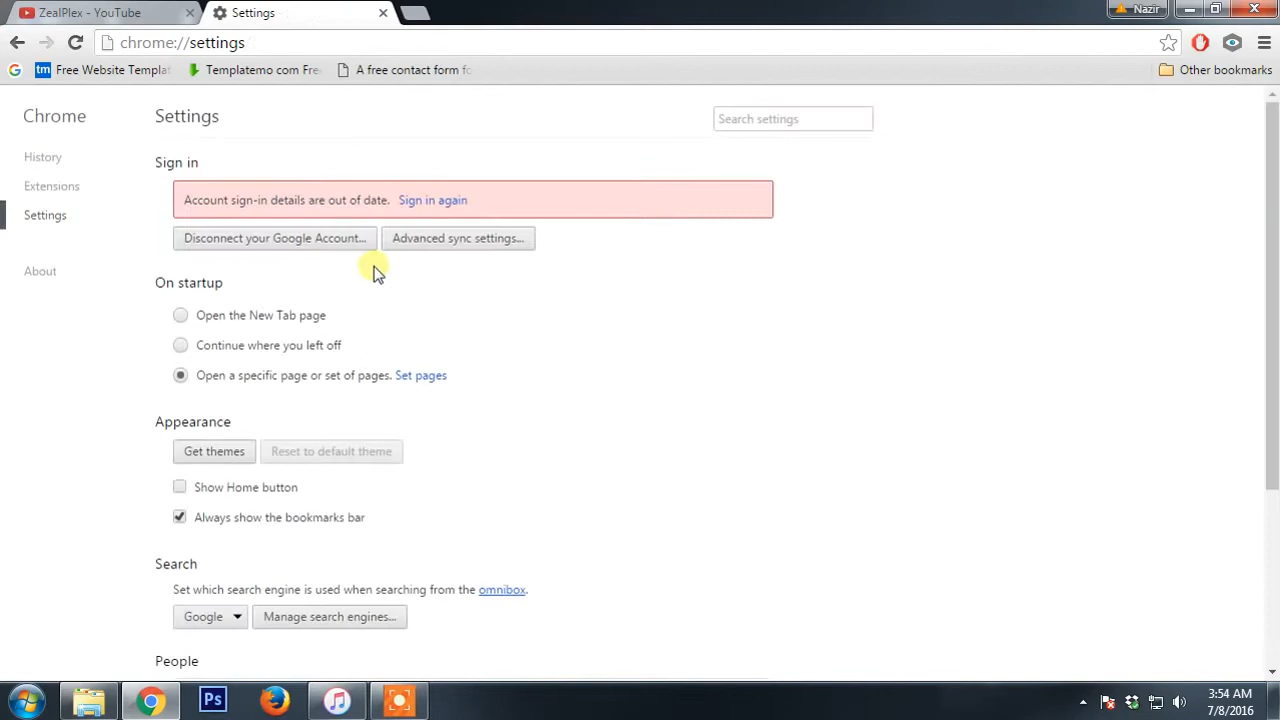 ZealPlex - YouTube
Settings
Nazir
chrome://settings
Free Website Templat
Templatemo com Fre
A free contact form fo
Other bookmarks
Chrome
Settings
Search settings
History
Extensions
Settings
About
Sign in
Account sign-in details are out of date. Sign in again
Disconnect your Google Account...
Advanced sync settings...
On startup
Open the New Tab page
Continue where you left off
Open a specific page or set of pages. Set pages
Appearance
Get themes
Reset to default theme
Show Home button
Always show the bookmarks bar
Search
Set which search engine is used when searching from the omnibox.
Google
Manage search engines...
People
Ps
3:54 AM
7/8/2016